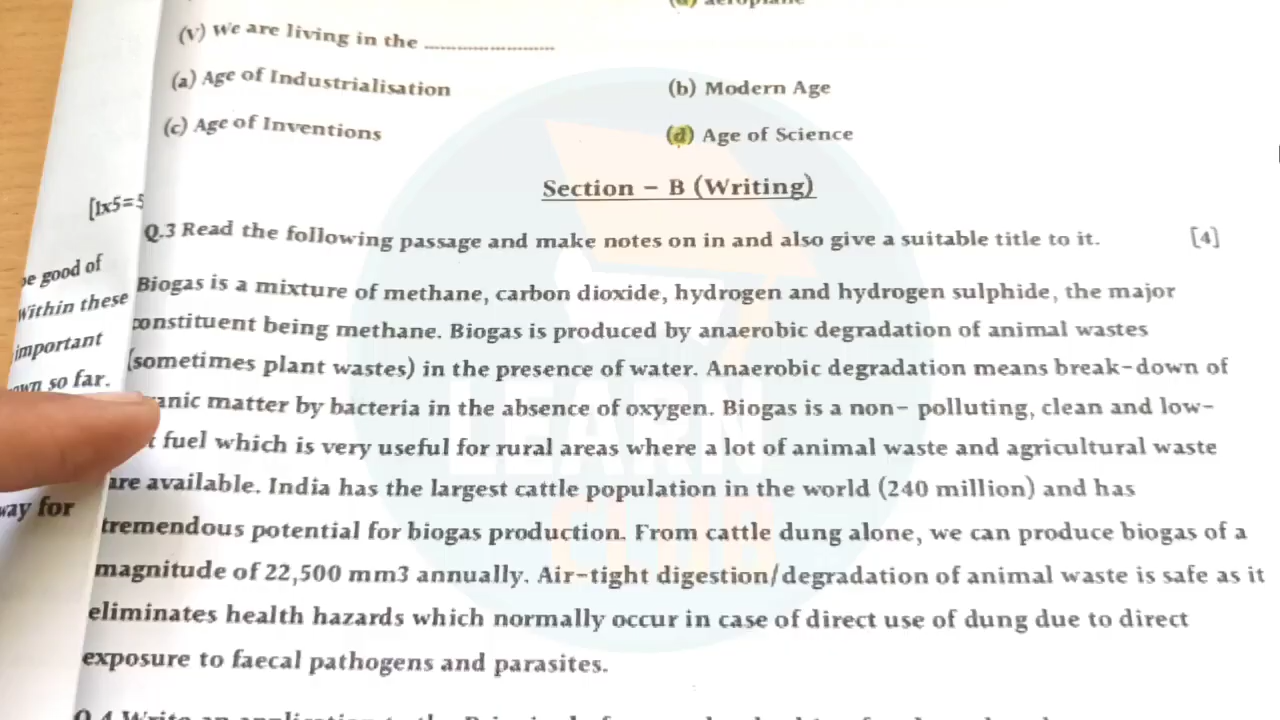 (d) aeroplane
(v) We are living in the ........................
(a) Age of Industrialisation (b) Modern Age
(c) Age of Inventions (d) Age of Science
[1x5=5
Section – B (Writing)
Q.3 Read the following passage and make notes on in and also give a suitable title to it. [4]
good of
Within these
important
so far.
way for
Biogas is a mixture of methane, carbon dioxide, hydrogen and hydrogen sulphide, the major
constituent being methane. Biogas is produced by anaerobic degradation of animal wastes
(sometimes plant wastes) in the presence of water. Anaerobic degradation means break-down of
anic matter by bacteria in the absence of oxygen. Biogas is a non- polluting, clean and low-
t fuel which is very useful for rural areas where a lot of animal waste and agricultural waste
are available. India has the largest cattle population in the world (240 million) and has
tremendous potential for biogas production. From cattle dung alone, we can produce biogas of a
magnitude of 22,500 mm3 annually. Air-tight digestion/degradation of animal waste is safe as it
eliminates health hazards which normally occur in case of direct use of dung due to direct
exposure to faecal pathogens and parasites.
Q.4 Write an application to the
LEARN
CLUB